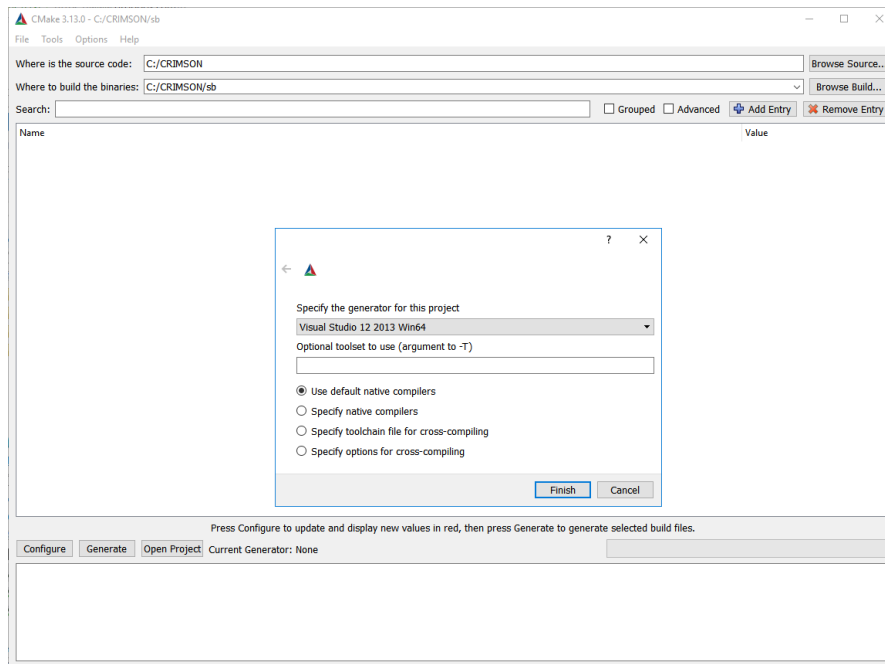 CMake 3.13.0 - C:/CRIMSON/sb
File Tools Options Help
Where is the source code: C:/CRIMSON Browse Source...
Where to build the binaries: C:/CRIMSON/sb Browse Build...
Search: Grouped Advanced Add Entry Remove Entry
Name Value
?
Specify the generator for this project
Visual Studio 12 2013 Win64
Optional toolset to use (argument to -T)
Use default native compilers
Specify native compilers
Specify toolchain file for cross-compiling
Specify options for cross-compiling
Finish Cancel
Press Configure to update and display new values in red, then press Generate to generate selected build files.
Configure Generate Open Project Current Generator: None